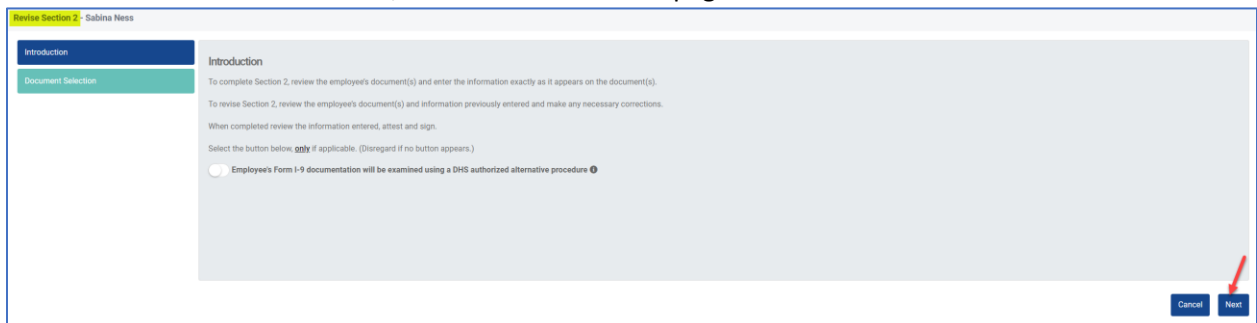 Revise Section 2 - Sabina Ness
Introduction
Document Selection
Introduction
To complete Section 2, review the employee's document(s) and enter the information exactly as it appears on the document(s).
To revise Section 2, review the employee's document(s) and information previously entered and make any necessary corrections.
When completed review the information entered, attest and sign.
Select the button below, only if applicable. (Disregard if no button appears.)
Employee's Form I-9 documentation will be examined using a DHS authorized alternative procedure
Cancel Next